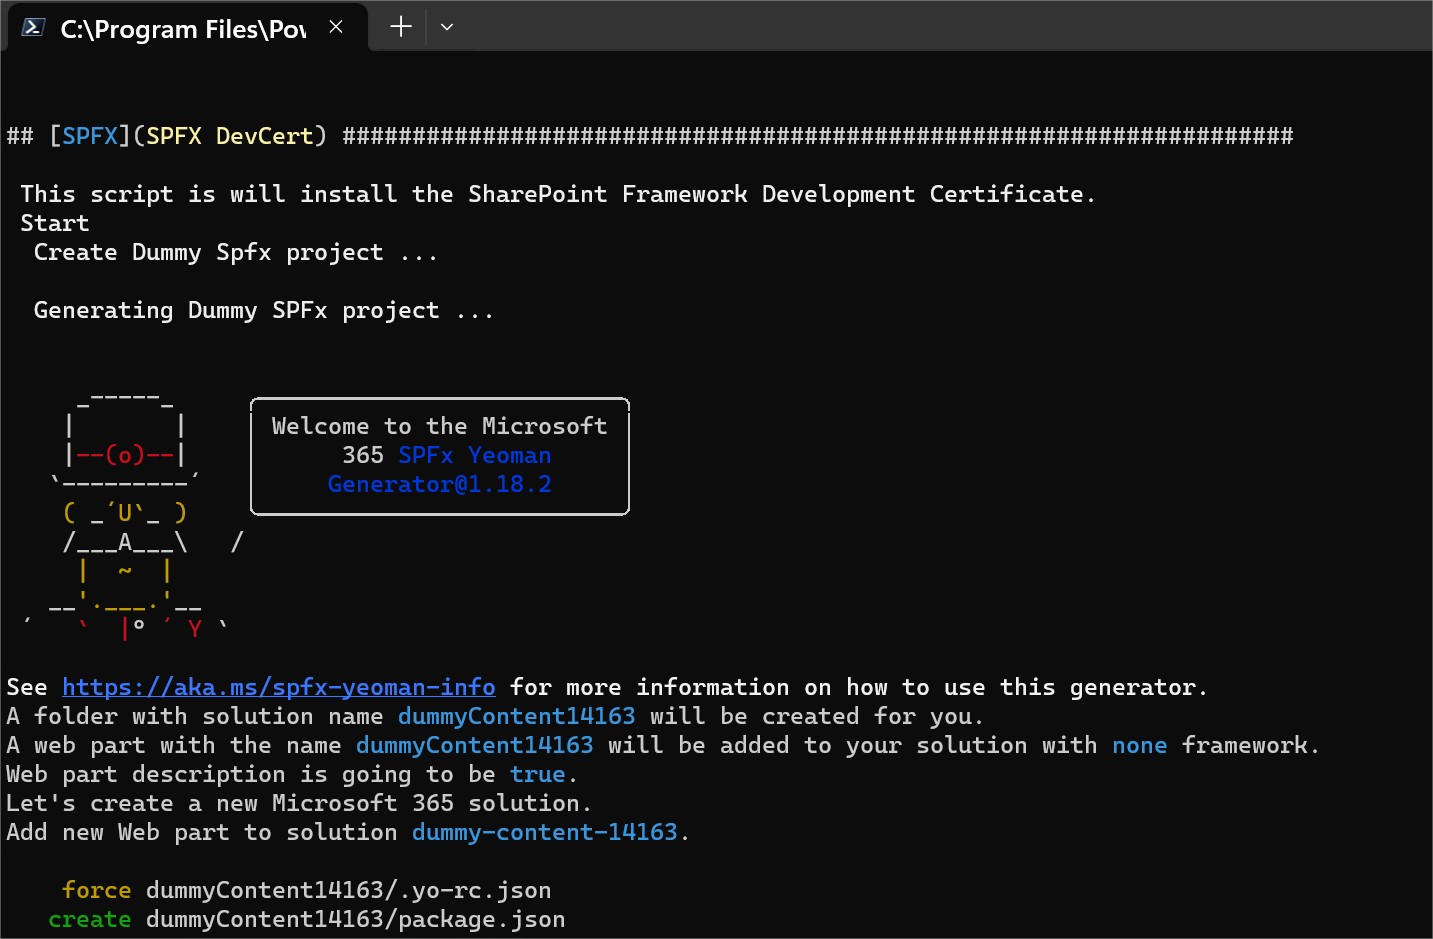 C:\Program Files\Pov
## [SPFX](SPFX DevCert) ####################################################################
This script is will install the SharePoint Framework Development Certificate.
Start
Create Dummy Spfx project ...
Generating Dummy SPFx project ...
_-----_
|       |
|--(o)--|
`---------´
( _´U`_ )
/___A___\   /
|  ~  |
__'.___.'__
´   `  |° ´ Y `
Welcome to the Microsoft
365 SPFx Yeoman
Generator@1.18.2
See https://aka.ms/spfx-yeoman-info for more information on how to use this generator.
A folder with solution name dummyContent14163 will be created for you.
A web part with the name dummyContent14163 will be added to your solution with none framework.
Web part description is going to be true.
Let's create a new Microsoft 365 solution.
Add new Web part to solution dummy-content-14163.
force dummyContent14163/.yo-rc.json
create dummyContent14163/package.json